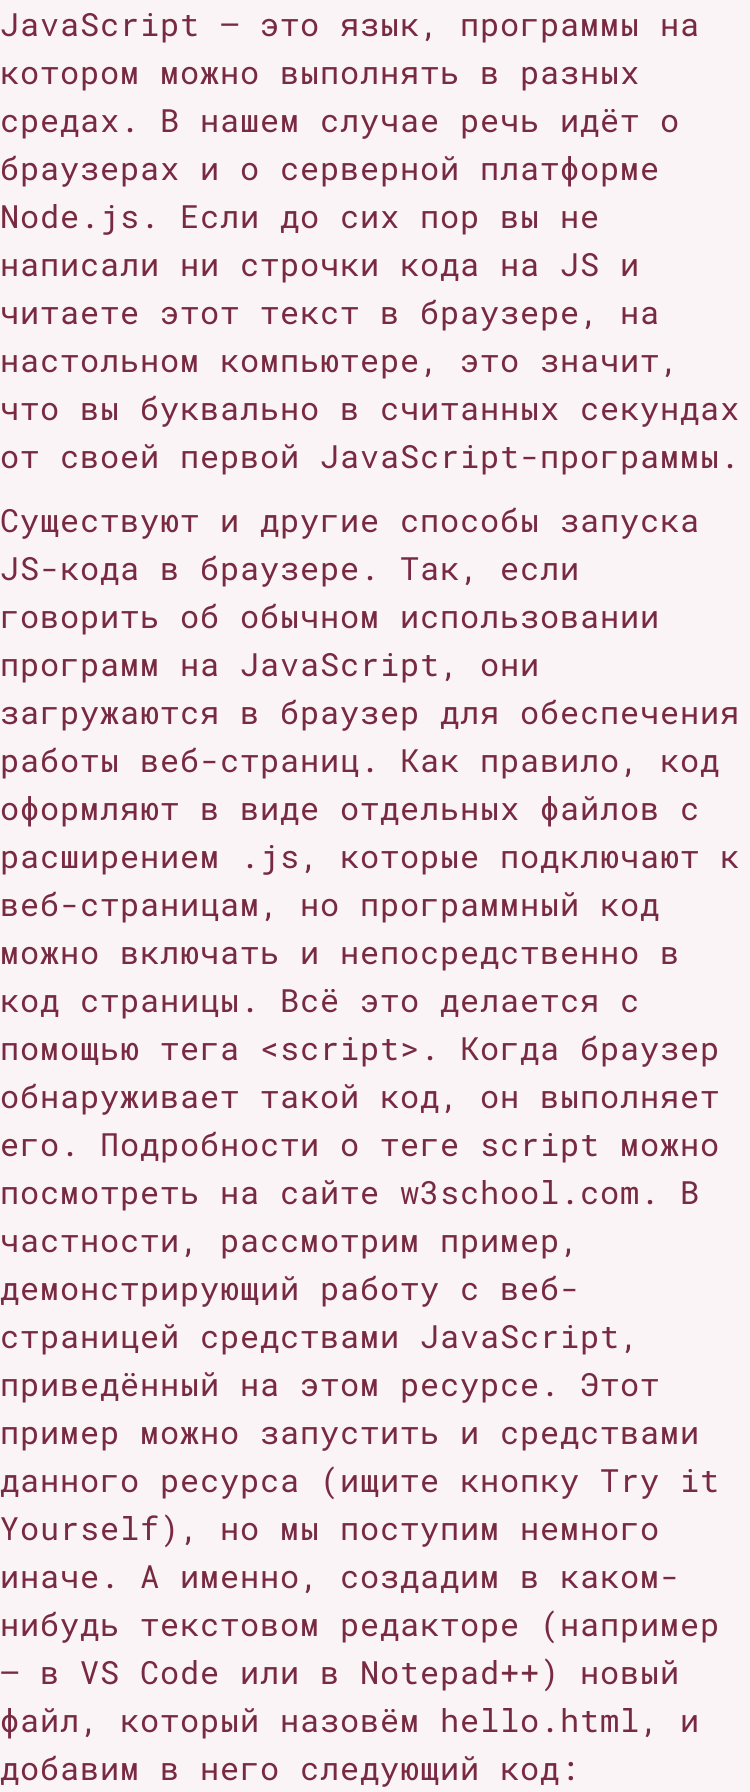 JavaScript — это язык, программы на
котором можно выполнять в разных
средах. В нашем случае речь идёт о
браузерах и о серверной платформе
Node.js. Если до сих пор вы не
написали ни строчки кода на JS и
читаете этот текст в браузере, на
настольном компьютере, это значит,
что вы буквально в считанных секундах
от своей первой JavaScript-программы.
Существуют и другие способы запуска
JS-кода в браузере. Так, если
говорить об обычном использовании
программ на JavaScript, они
загружаются в браузер для обеспечения
работы веб-страниц. Как правило, код
оформляют в виде отдельных файлов с
расширением .js, которые подключают к
веб-страницам, но программный код
можно включать и непосредственно в
код страницы. Всё это делается с
помощью тега <script>. Когда браузер
обнаруживает такой код, он выполняет
его. Подробности о теге script можно
посмотреть на сайте w3school.com. В
частности, рассмотрим пример,
демонстрирующий работу с веб-
страницей средствами JavaScript,
приведённый на этом ресурсе. Этот
пример можно запустить и средствами
данного ресурса (ищите кнопку Try it
Yourself), но мы поступим немного
иначе. А именно, создадим в каком-
нибудь текстовом редакторе (например
— в VS Code или в Notepad++) новый
файл, который назовём hello.html, и
добавим в него следующий код: